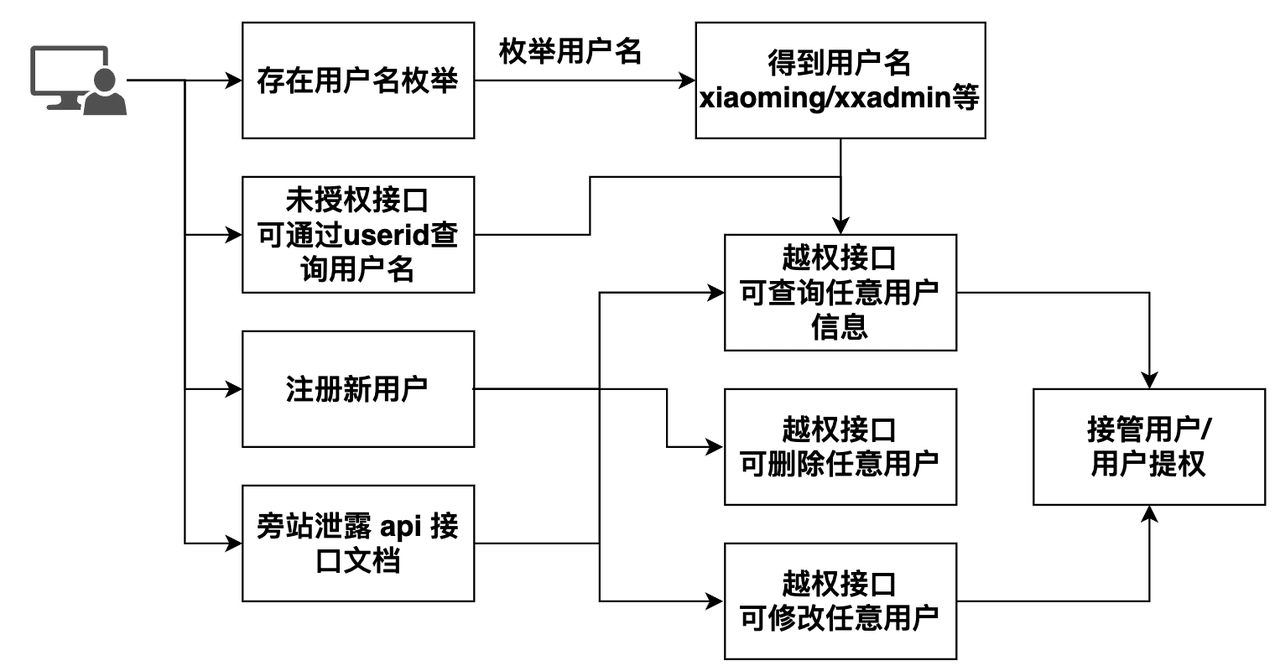 存在用户名枚举
枚举用户名
得到用户名
xiaoming/xxadmin等
未授权接口
可通过userid查
询用户名
越权接口
可查询任意用户
信息
注册新用户
越权接口
可删除任意用户
接管用户/
用户提权
旁站泄露 api 接
口文档
越权接口
可修改任意用户